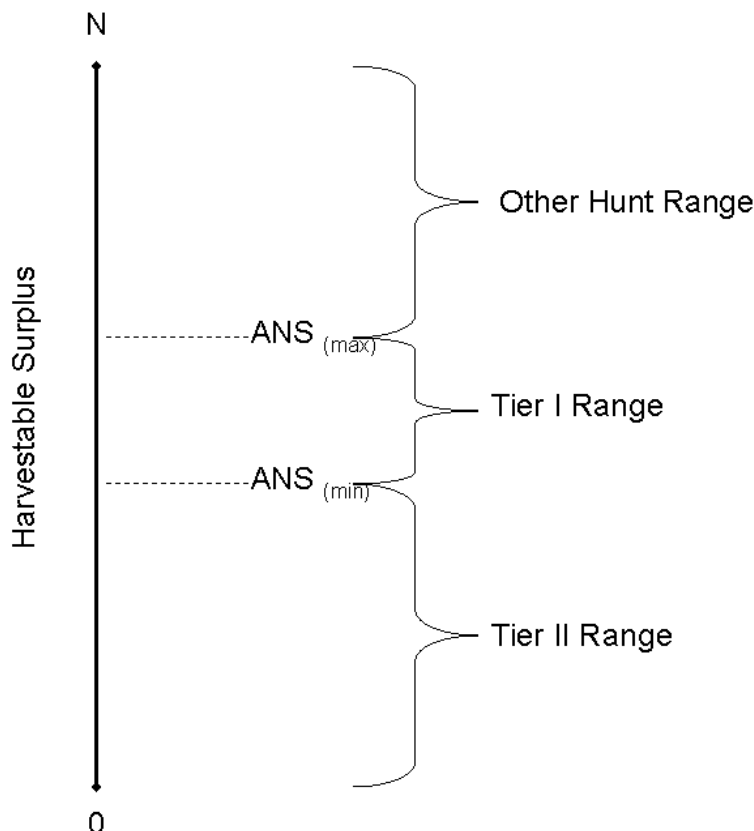 N
Other Hunt Range
Harvestable Surplus
ANS (max)
Tier I Range
ANS (min)
Tier II Range
0